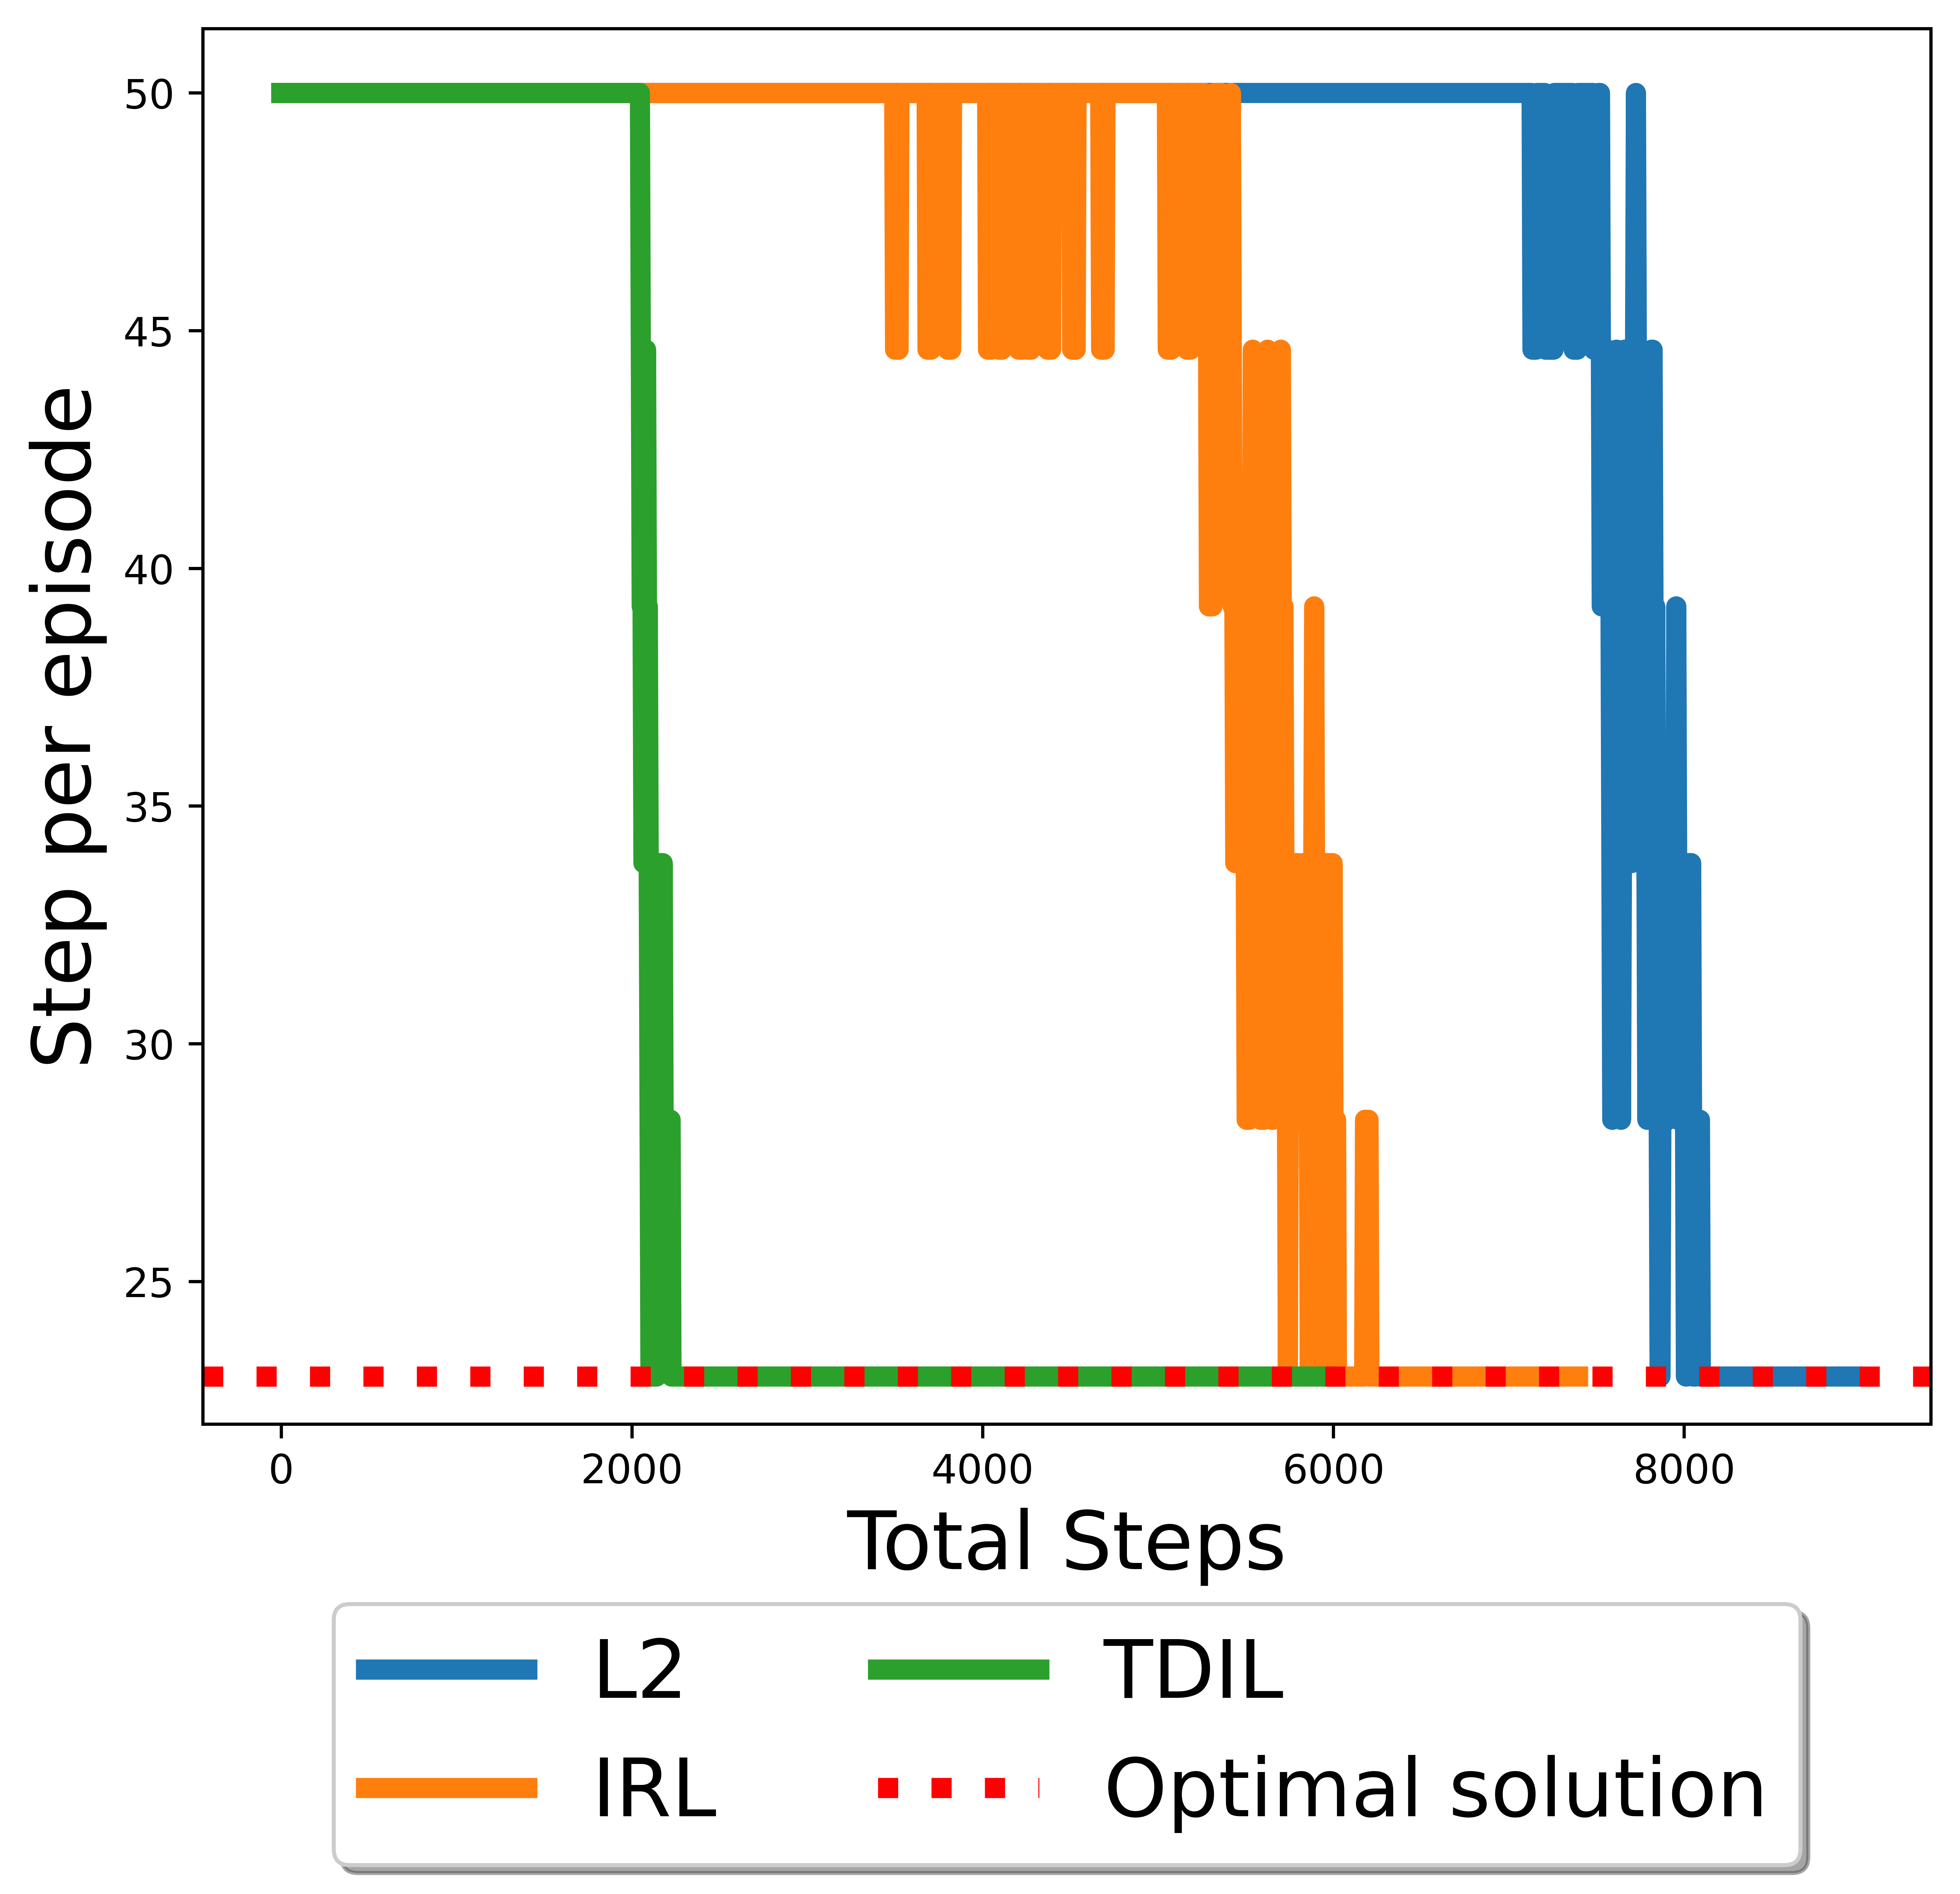 50
45
40
35
30
25
Step per episode
0 2000 4000 6000 8000
Total Steps
L2 TDIL
IRL Optimal solution